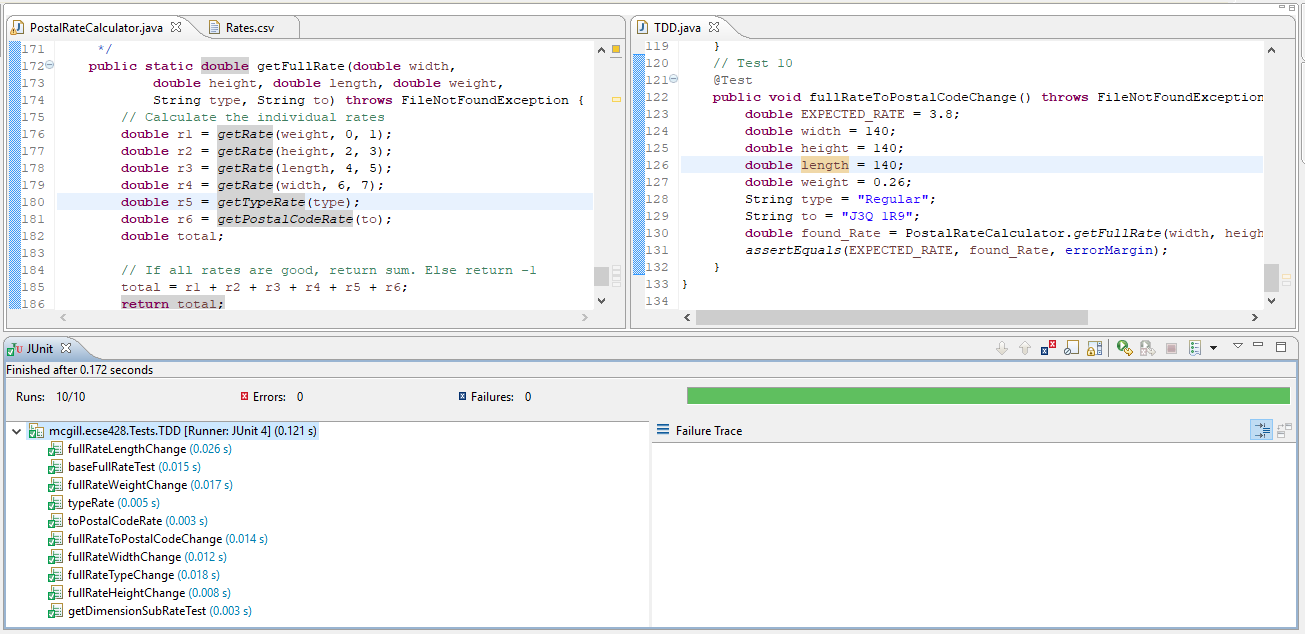 PostalRateCalculator.java
Rates.csv
171 */
172 public static double getFullRate(double width,
173 double height, double length, double weight,
174 String type, String to) throws FileNotFoundException {
175 // Calculate the individual rates
176 double r1 = getRate(weight, 0, 1);
177 double r2 = getRate(height, 2, 3);
178 double r3 = getRate(length, 4, 5);
179 double r4 = getRate(width, 6, 7);
180 double r5 = getTypeRate(type);
181 double r6 = getPostalCodeRate(to);
182 double total;
183
184 // If all rates are good, return sum. Else return -1
185 total = r1 + r2 + r3 + r4 + r5 + r6;
186 return total;
TDD.java
119 }
120 // Test 10
121 @Test
122 public void fullRateToPostalCodeChange() throws FileNotFoundException
123 double EXPECTED_RATE = 3.8;
124 double width = 140;
125 double height = 140;
126 double length = 140;
127 double weight = 0.26;
128 String type = "Regular";
129 String to = "J3Q 1R9";
130 double found_Rate = PostalRateCalculator.getFullRate(width, heigh
131 assertEquals(EXPECTED_RATE, found_Rate, errorMargin);
132 }
133 }
134
JUnit
Finished after 0.172 seconds
Runs: 10/10 Errors: 0 Failures: 0
mcgill.ecse428.Tests.TDD [Runner: JUnit 4] (0.121 s)
fullRateLengthChange (0.026 s)
baseFullRateTest (0.015 s)
fullRateWeightChange (0.017 s)
typeRate (0.005 s)
toPostalCodeRate (0.003 s)
fullRateToPostalCodeChange (0.014 s)
fullRateWidthChange (0.012 s)
fullRateTypeChange (0.018 s)
fullRateHeightChange (0.008 s)
getDimensionSubRateTest (0.003 s)
Failure Trace